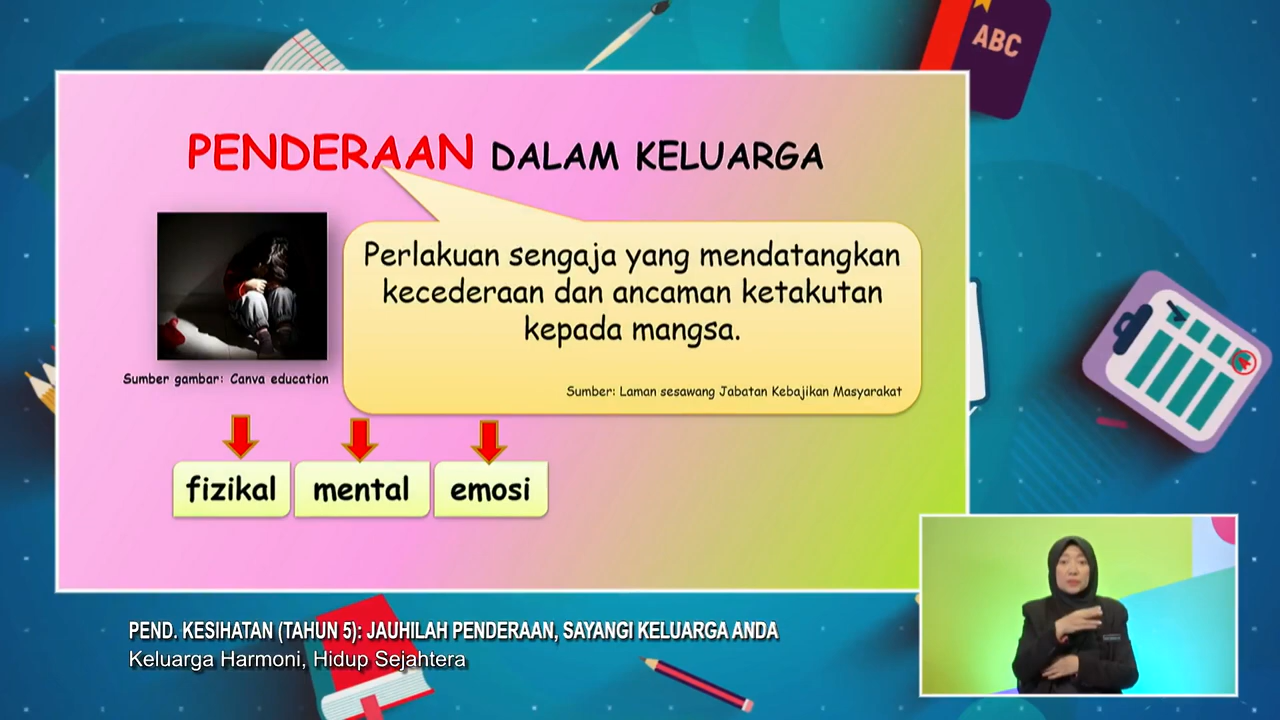 ABC
PENDERAAN DALAM KELUARGA
Perlakuan sengaja yang mendatangkan
kecederaan dan ancaman ketakutan
kepada mangsa.
Sumber: Laman sesawang Jabatan Kebajikan Masyarakat
Sumber gambar: Canva education
fizikal
mental
emosi
PEND. KESIHATAN (TAHUN 5): JAUHILAH PENDERAAN, SAYANGI KELUARGA ANDA
Keluarga Harmoni, Hidup Sejahtera